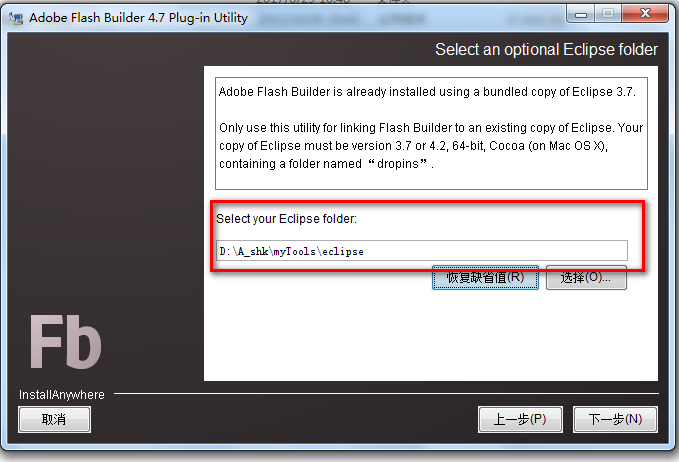 Adobe Flash Builder 4.7 Plug-in Utility
Select an optional Eclipse folder
Adobe Flash Builder is already installed using a bundled copy of Eclipse 3.7.
Only use this utility for linking Flash Builder to an existing copy of Eclipse. Your
copy of Eclipse must be version 3.7 or 4.2, 64-bit, Cocoa (on Mac OS X),
containing a folder named “dropins”.
Select your Eclipse folder:
D:\A_shk\myTools\eclipse
恢复缺省值(R) 选择(O)...
Fb
InstallAnywhere
取消 上一步(P) 下一步(N)